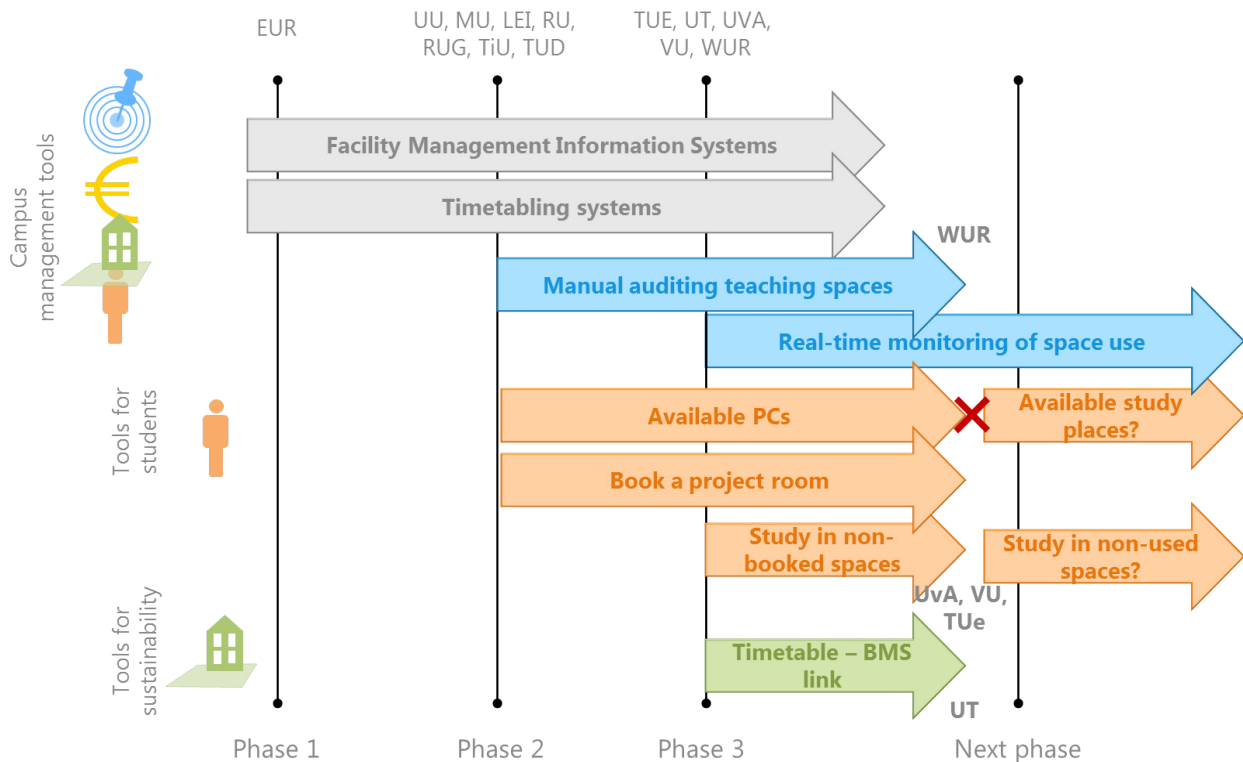 EUR
UU, MU, LEI, RU,
RUG, TiU, TUD
TUE, UT, UVA,
VU, WUR
Campus
management tools
Facility Management Information Systems
Timetabling systems
WUR
Manual auditing teaching spaces
Real-time monitoring of space use
Tools for
students
Available PCs
Available study
places?
Book a project room
Study in non-
booked spaces
Study in non-used
spaces?
UvA, VU,
TUe
Tools for
sustainability
Timetable – BMS
link
UT
Phase 1
Phase 2
Phase 3
Next phase